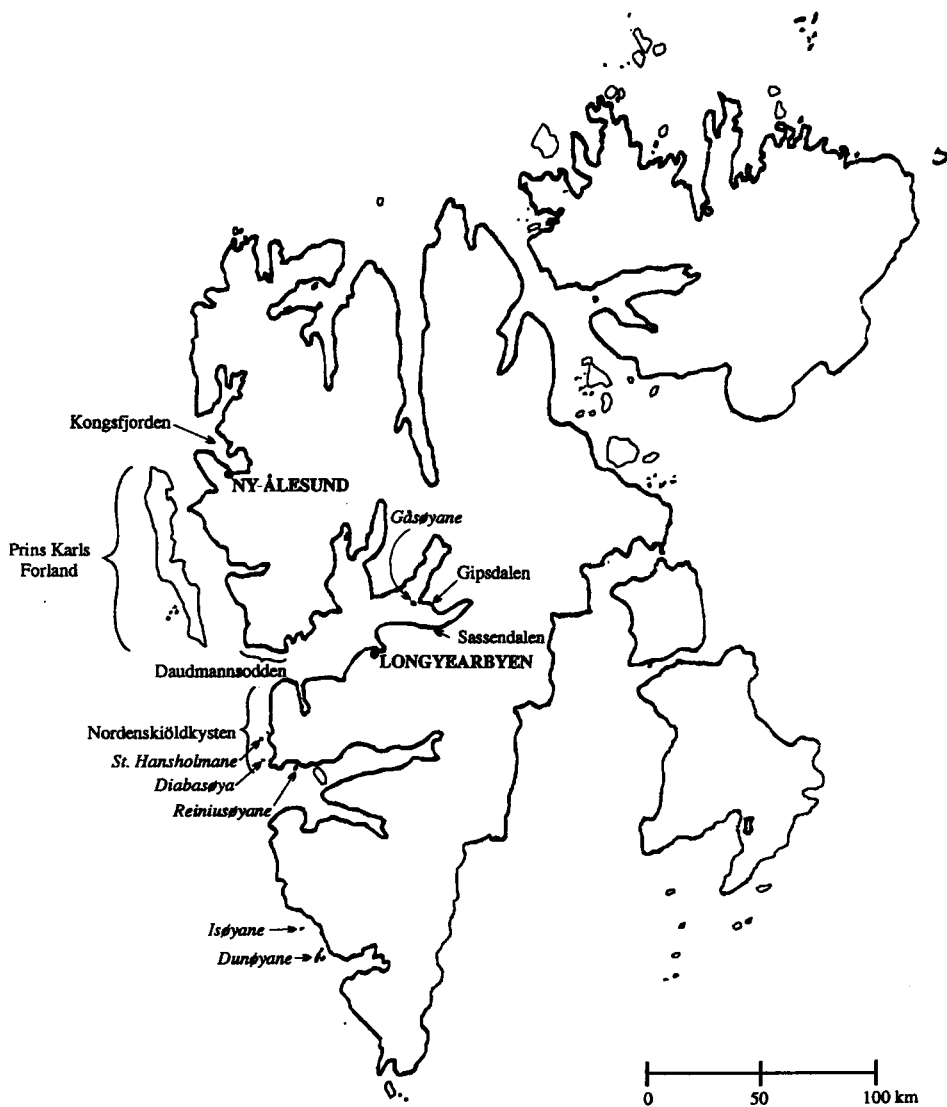 Kongsfjorden
NY-ÅLESUND
Gåsøyane
Prins Karls
Forland
Gipsdalen
Sassendalen
LONGYEARBYEN
Daudmannsodden
Nordenskiöldkysten
St. Hansholmane
Diabasøya
Reiniusøyane
Isøyane
Dunøyane
0 50 100 km